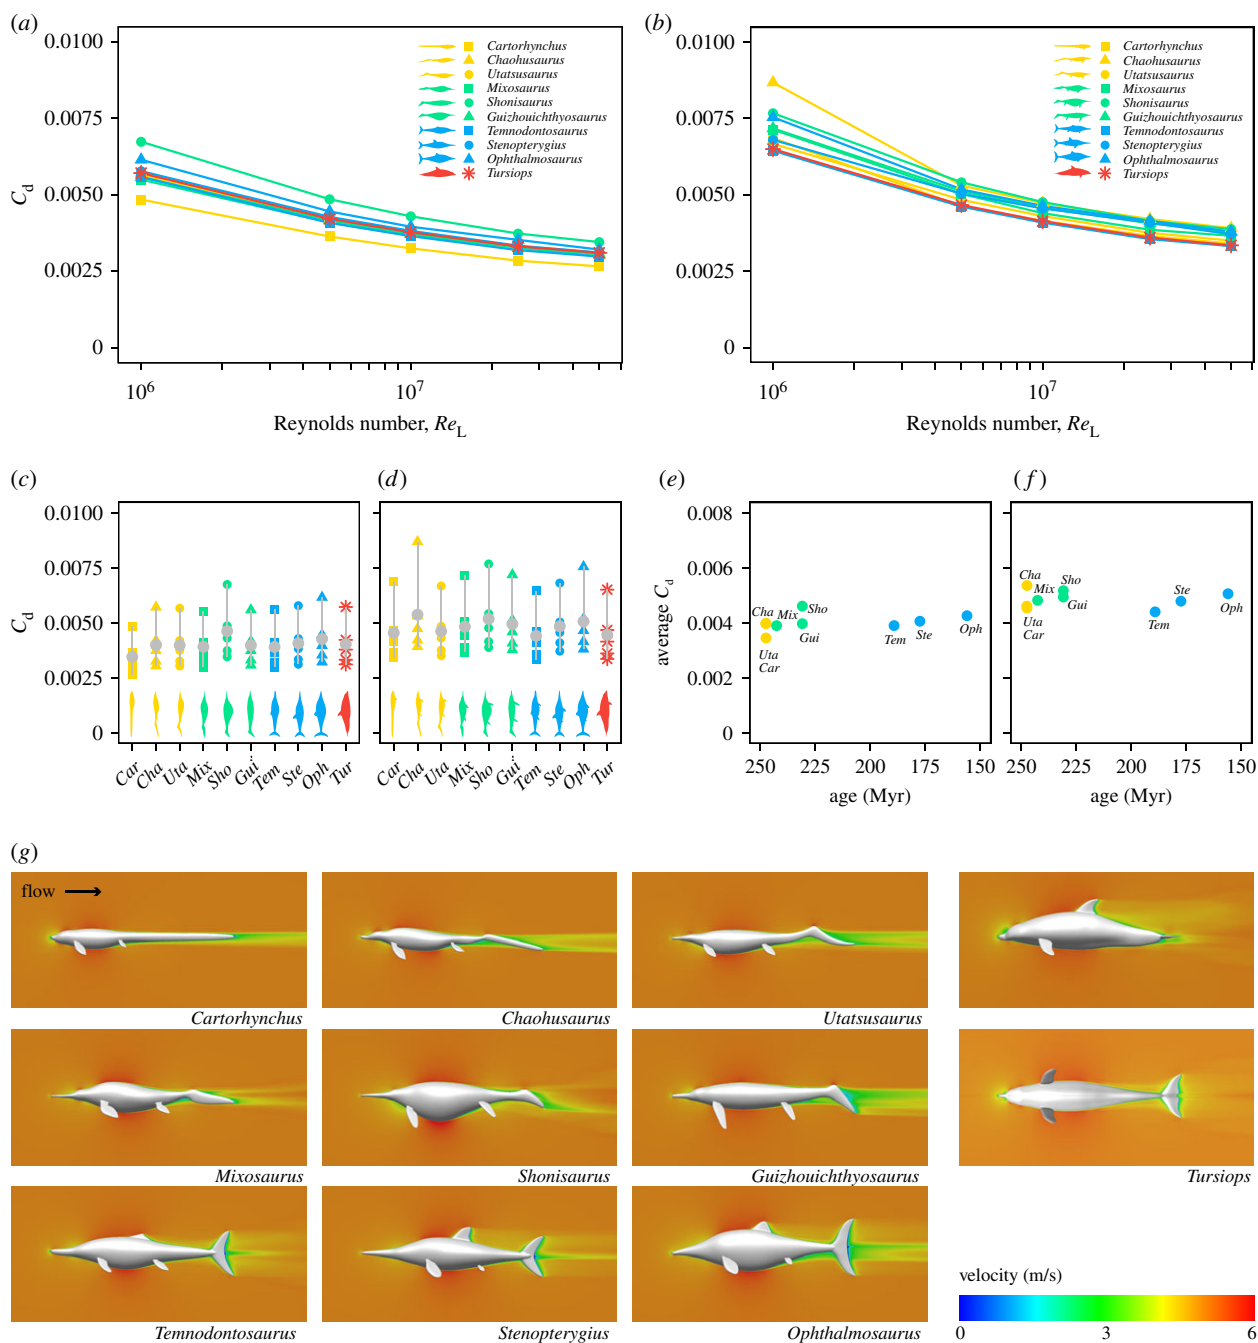 (a)
0.0100
0.0075
0.0050
0.0025
0
C_d
Cartorhynchus
Chaohusaurus
Utatsusaurus
Mixosaurus
Shonisaurus
Guizhouichthyosaurus
Temnodontosaurus
Stenopterygius
Ophthalmosaurus
Tursiops
10^6
10^7
Reynolds number, Re_L
(b)
0.0100
0.0075
0.0050
0.0025
0
Cartorhynchus
Chaohusaurus
Utatsusaurus
Mixosaurus
Shonisaurus
Guizhouichthyosaurus
Temnodontosaurus
Stenopterygius
Ophthalmosaurus
Tursiops
10^6
10^7
Reynolds number, Re_L
(c)
0.0100
0.0075
0.0050
0.0025
0
C_d
Car
Cha
Uta
Mix
Sho
Gui
Tem
Ste
Oph
Tur
(d)
Car
Cha
Uta
Mix
Sho
Gui
Tem
Ste
Oph
Tur
(e)
0.008
0.006
0.004
0.002
0
average C_d
Cha
Mix
Sho
Gui
Uta
Car
Tem
Ste
Oph
250
225
200
175
150
age (Myr)
(f)
Cha
Mix
Sho
Gui
Uta
Car
Tem
Ste
Oph
250
225
200
175
150
age (Myr)
(g)
flow
Cartorhynchus
Chaohusaurus
Utatsusaurus
Mixosaurus
Shonisaurus
Guizhouichthyosaurus
Tursiops
Temnodontosaurus
Stenopterygius
Ophthalmosaurus
velocity (m/s)
0
3
6